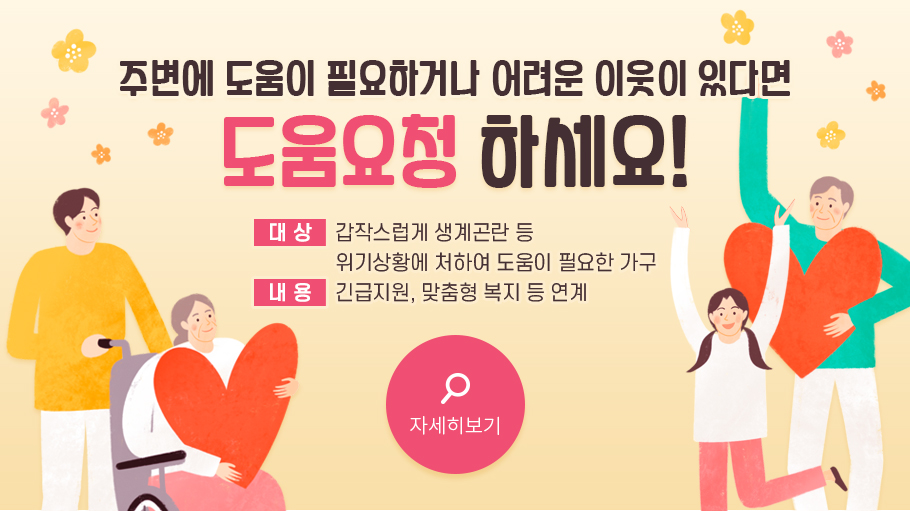 주변에 도움이 필요하거나 어려운 이웃이 있다면
도움요청 하세요!
대 상 갑작스럽게 생계곤란 등
위기상황에 처하여 도움이 필요한 가구
내 용 긴급지원, 맞춤형 복지 등 연계
자세히보기